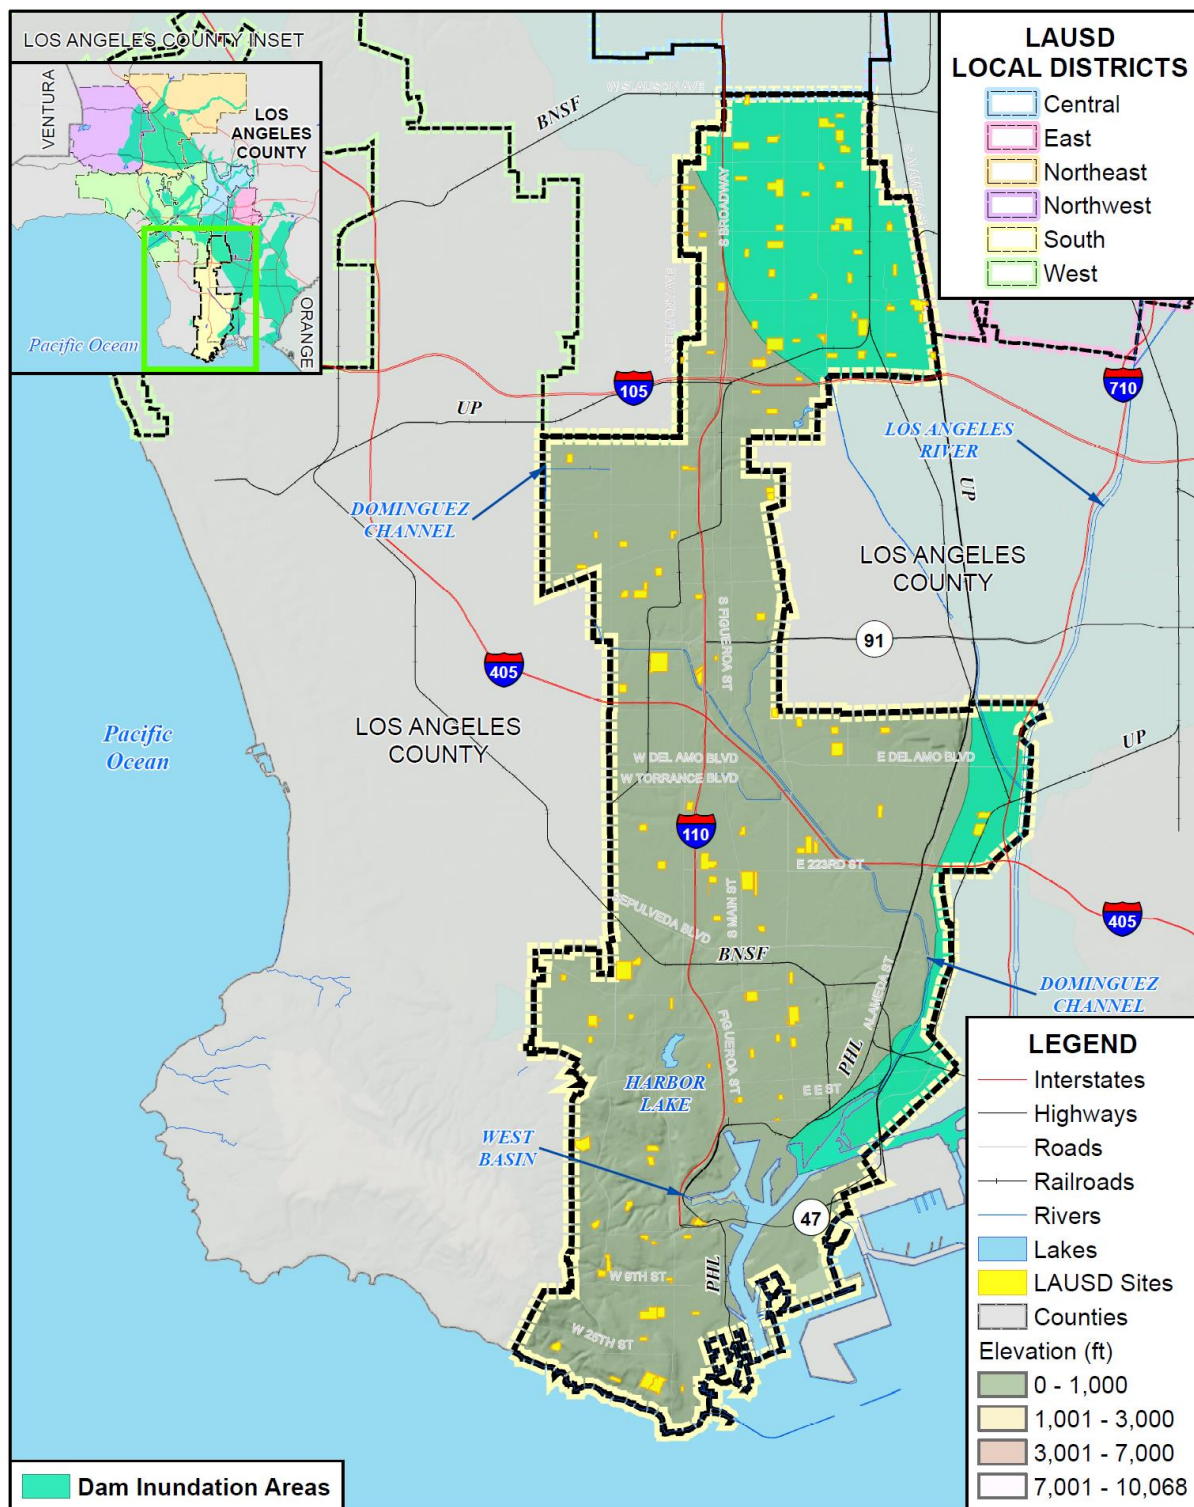 LOS ANGELES COUNTY INSET
VENTURA
LOS
ANGELES
COUNTY
ORANGE
Pacific Ocean
LAUSD
LOCAL DISTRICTS
Central
East
Northeast
Northwest
South
West
W SLAUSON AVE
BNSF
S BROADWAY
105
710
UP
LOS ANGELES
RIVER
UP
DOMINGUEZ
CHANNEL
LOS ANGELES
COUNTY
S FIGUEROA ST
91
405
Pacific
Ocean
LOS ANGELES
COUNTY
W DEL AMO BLVD
E DEL AMO BLVD
UP
W TORRANCE BLVD
110
E 223RD ST
SEPULVEDA BLVD
S MAIN ST
405
BNSF
ALAMEDA ST
DOMINGUEZ
CHANNEL
FIGUEROA ST
PHL
HARBOR
LAKE
E E ST
WEST
BASIN
47
PHL
W 9TH ST
W 25TH ST
LEGEND
Interstates
Highways
Roads
Railroads
Rivers
Lakes
LAUSD Sites
Counties
Elevation (ft)
0 - 1,000
1,001 - 3,000
3,001 - 7,000
7,001 - 10,068
Dam Inundation Areas